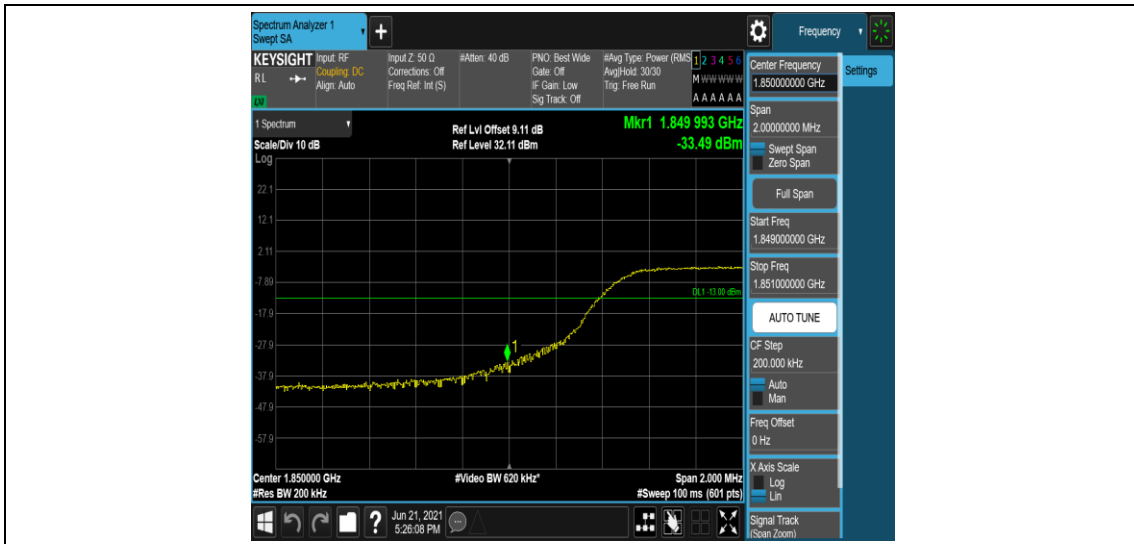 Spectrum Analyzer 1
Swept SA
Frequency
KEYSIGHT
RL
LXI
Input: RF
Coupling: DC
Align: Auto
Input Z: 50 Ω
Corrections: Off
Freq Ref: Int (S)
#Atten: 40 dB
PNO: Best Wide
Gate: Off
IF Gain: Low
Sig Track: Off
#Avg Type: Power (RMS
Avg|Hold: 30/30
Trig: Free Run
1 2 3 4 5 6
M W W W W W
A A A A A A
1 Spectrum
Scale/Div 10 dB
Log
Ref Lvl Offset 9.11 dB
Ref Level 32.11 dBm
Mkr1 1.849 993 GHz
-33.49 dBm
22.1
12.1
2.11
-7.89
DL1 -13.00 dBm
-17.9
-27.9
1
-37.9
-47.9
-57.9
Center 1.850000 GHz
#Res BW 200 kHz
#Video BW 620 kHz*
Span 2.000 MHz
#Sweep 100 ms (601 pts)
Jun 21, 2021
5:26:08 PM
?
Center Frequency
1.850000000 GHz
Settings
Span
2.00000000 MHz
Swept Span
Zero Span
Full Span
Start Freq
1.849000000 GHz
Stop Freq
1.851000000 GHz
AUTO TUNE
CF Step
200.000 kHz
Auto
Man
Freq Offset
0 Hz
X Axis Scale
Log
Lin
Signal Track
(Span Zoom)